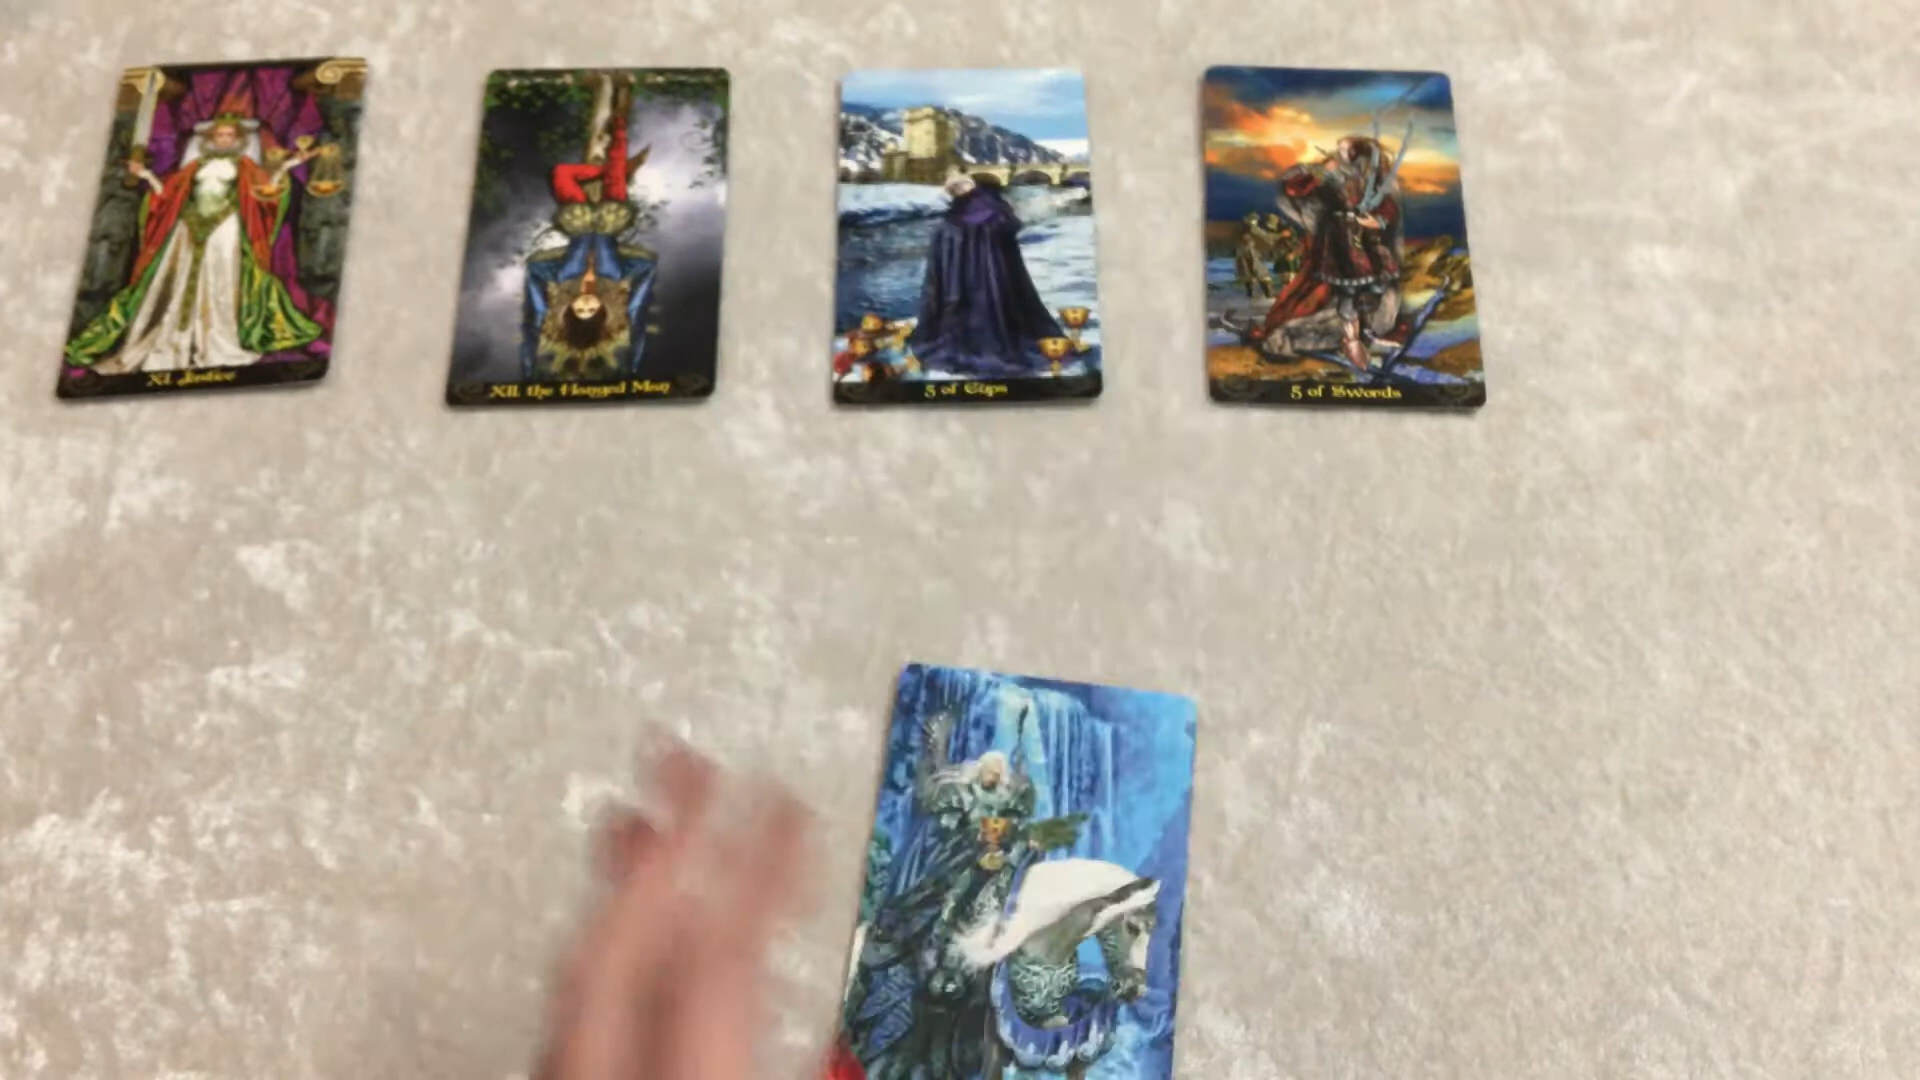 XI. Justice
XII. the Hanged Man
5 of Cups
5 of Swords